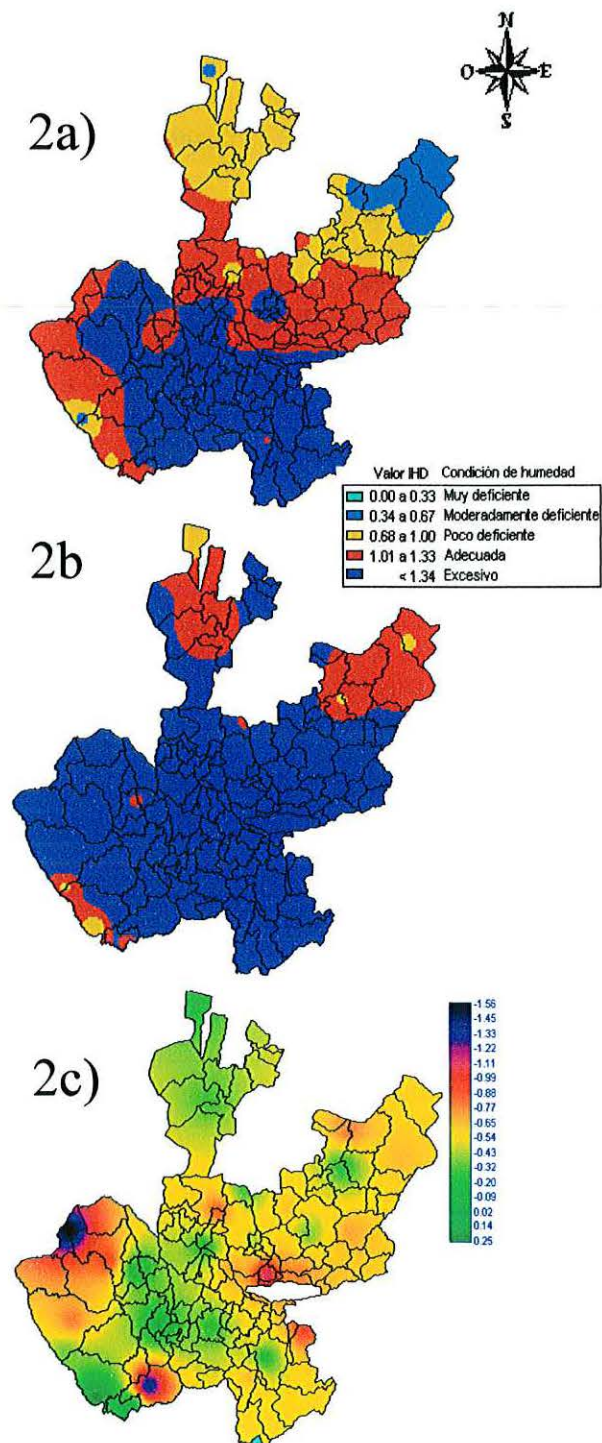 N
O E
S
2a)
Valor IHD Condición de humedad
0.00 a 0.33 Muy deficiente
0.34 a 0.67 Moderadamente deficiente
0.68 a 1.00 Poco deficiente
1.01 a 1.33 Adecuada
< 1.34 Excesivo
2b
2c)
-1.56
-1.45
-1.33
-1.22
-1.11
-0.99
-0.88
-0.77
-0.65
-0.54
-0.43
-0.32
-0.20
-0.09
0.02
0.14
0.25